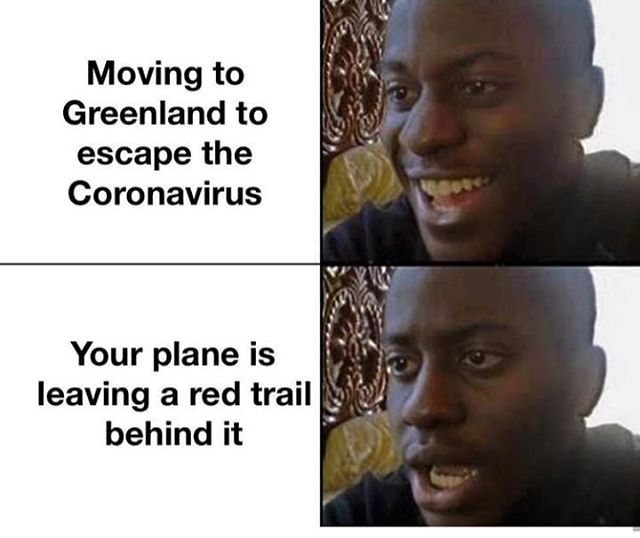 Moving to
Greenland to
escape the
Coronavirus
Your plane is
leaving a red trail
behind it